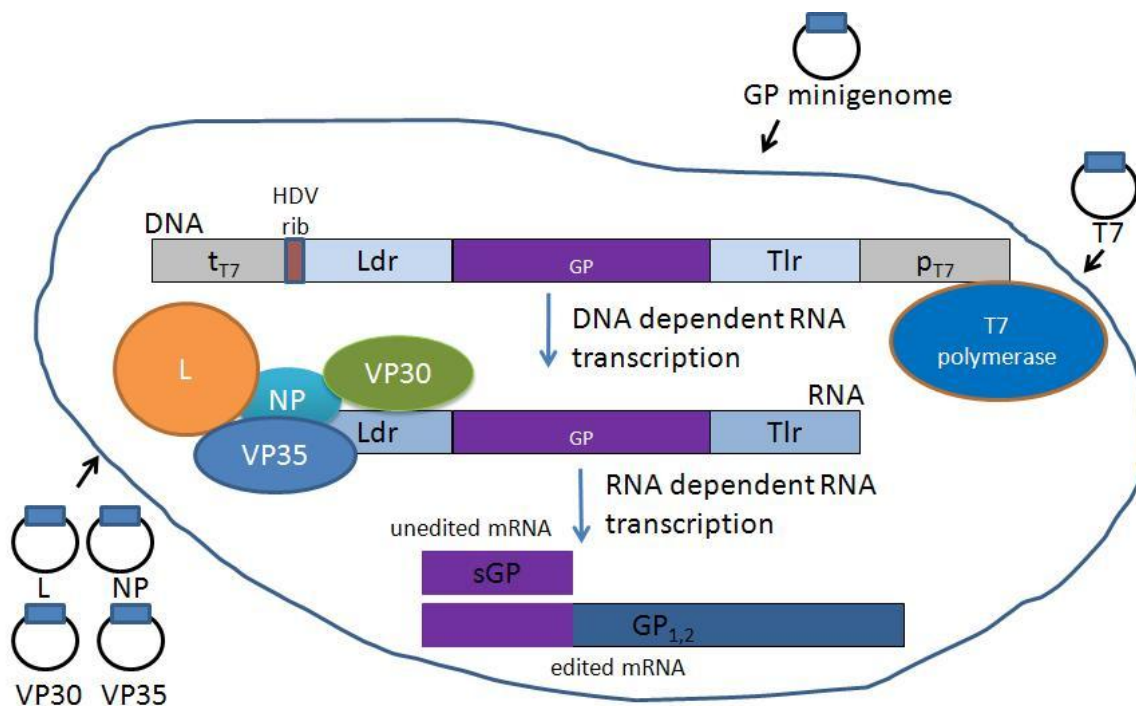 GP minigenome
T7
HDV
rib
DNA
tT7
Ldr
GP
Tlr
pT7
DNA dependent RNA
transcription
T7
polymerase
L
NP
VP30
VP35
RNA
Ldr
GP
Tlr
RNA dependent RNA
transcription
unedited mRNA
sGP
GP1,2
edited mRNA
L NP
VP30 VP35